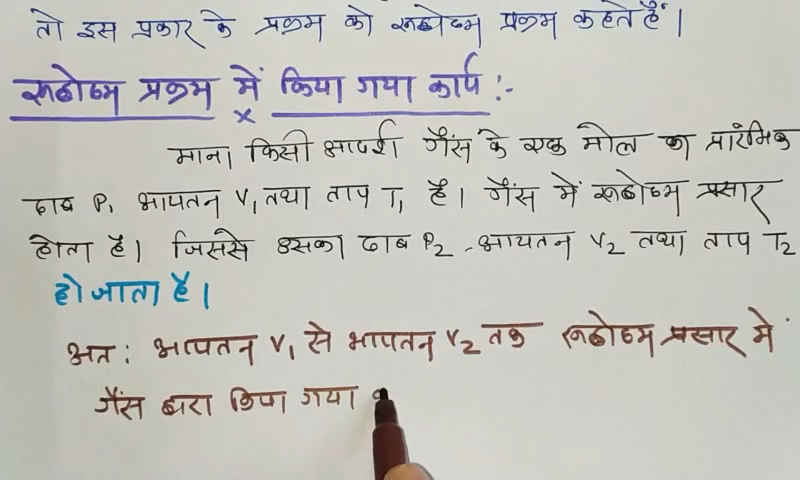 तो इस प्रकार के प्रक्रम को रूद्धोष्म प्रक्रम कहते हैं।
रूद्धोष्म प्रक्रम में किया गया कार्य :-
x
माना किसी आदर्श गैंस के एक मोल का प्रारंमिक
दाब P₁ आयतन V₁ तथा ताप T₁ है। गैंस में रूद्धोष्म प्रसार
होता है। जिससे उसका दाब P₂ , आयतन V₂ तथा ताप T₂
हो जाता है।
अत: आयतन V₁ से आयतन V₂ तक रूद्धोष्म प्रसार में
गैंस द्वारा किया गया